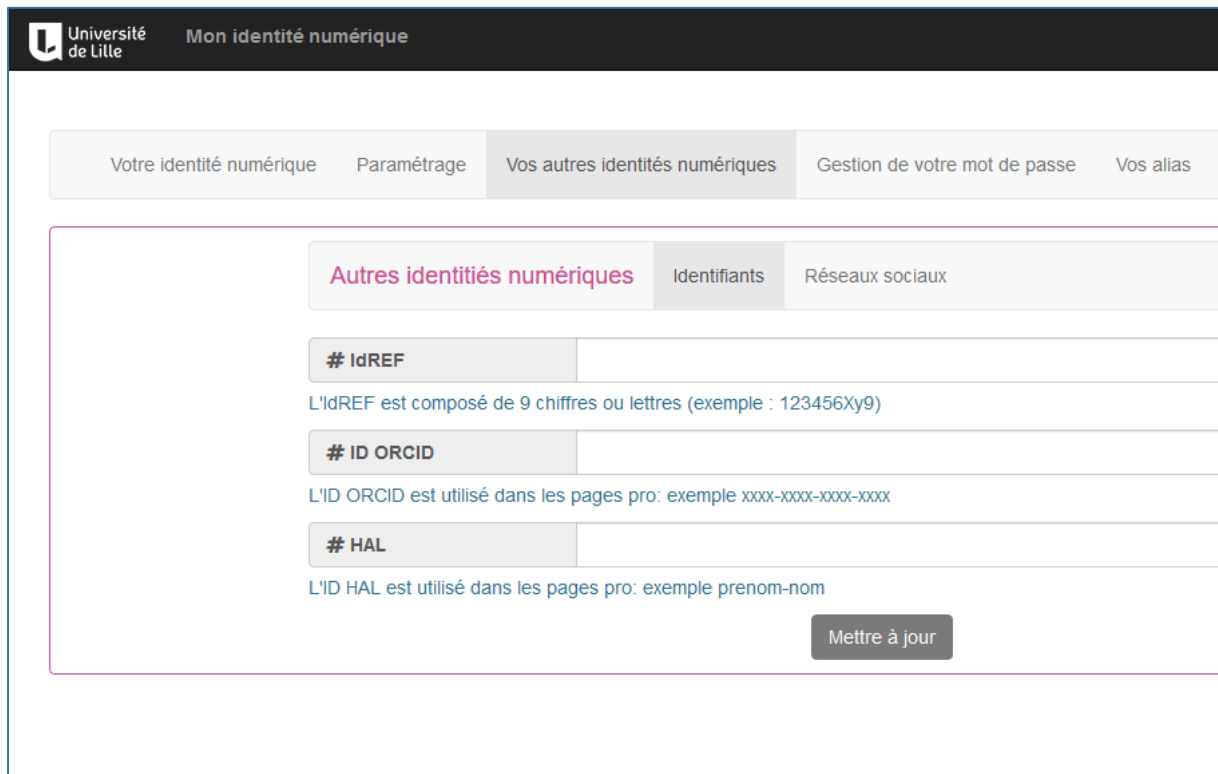 Université
de Lille
Mon identité numérique
Votre identité numérique Paramétrage Vos autres identités numériques Gestion de votre mot de passe Vos alias
Autres identitiés numériques Identifiants Réseaux sociaux
# IdREF
L'IdREF est composé de 9 chiffres ou lettres (exemple : 123456Xy9)
# ID ORCID
L'ID ORCID est utilisé dans les pages pro: exemple xxxx-xxxx-xxxx-xxxx
# HAL
L'ID HAL est utilisé dans les pages pro: exemple prenom-nom
Mettre à jour